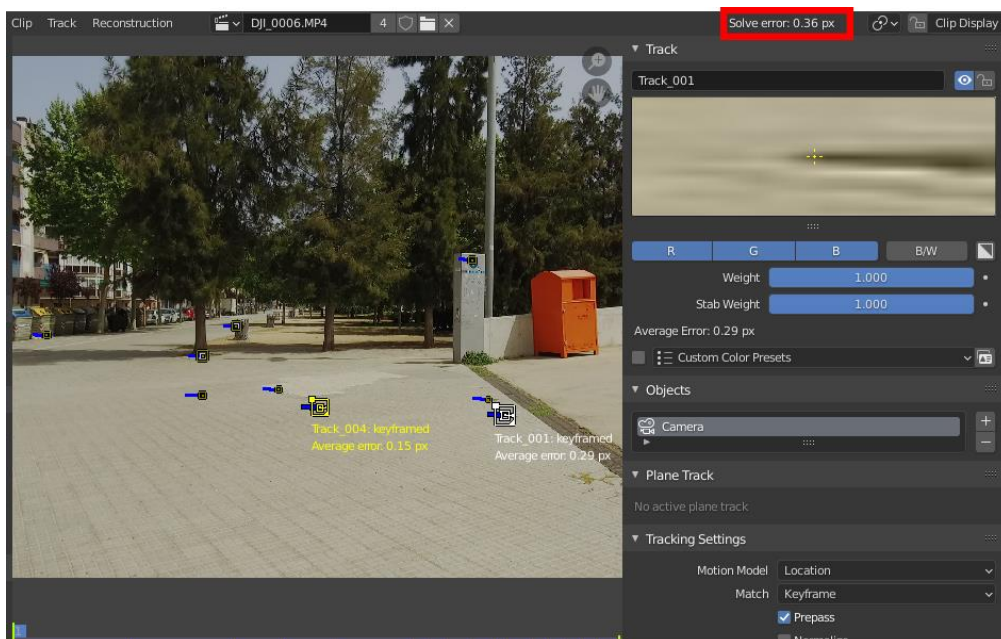 Clip Track Reconstruction DJI_0006.MP4 4 Solve error: 0.36 px Clip Display
Track
Track_001
R G B B/W
Weight 1.000
Stab Weight 1.000
Average Error: 0.29 px
Custom Color Presets
Objects
Camera
Track_004: keyframed
Average error: 0.15 px
Track_001: keyframed
Average error: 0.29 px
Plane Track
No active plane track
Tracking Settings
Motion Model Location
Match Keyframe
Prepass
Normalize
1